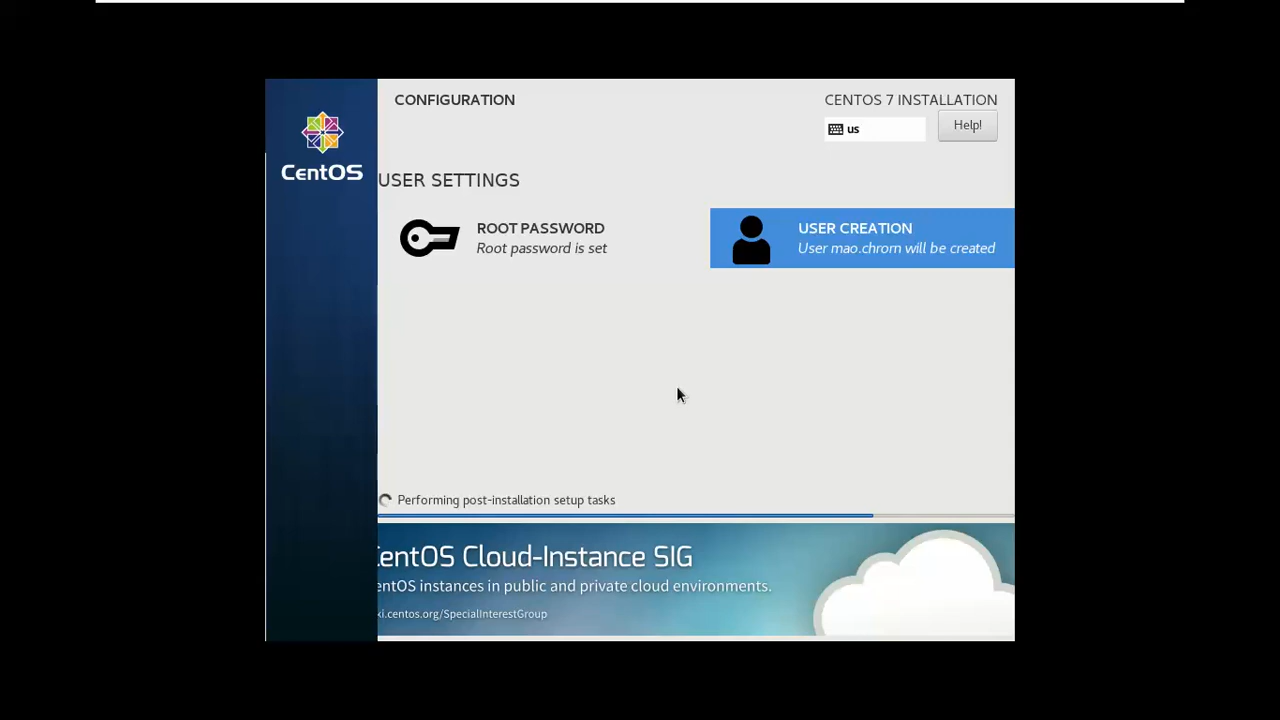 CONFIGURATION
CENTOS 7 INSTALLATION
us
Help!
CentOS
USER SETTINGS
ROOT PASSWORD
Root password is set
USER CREATION
User mao.chrom will be created
Performing post-installation setup tasks
CentOS Cloud-Instance SIG
entOS instances in public and private cloud environments.
ki.centos.org/SpecialInterestGroup